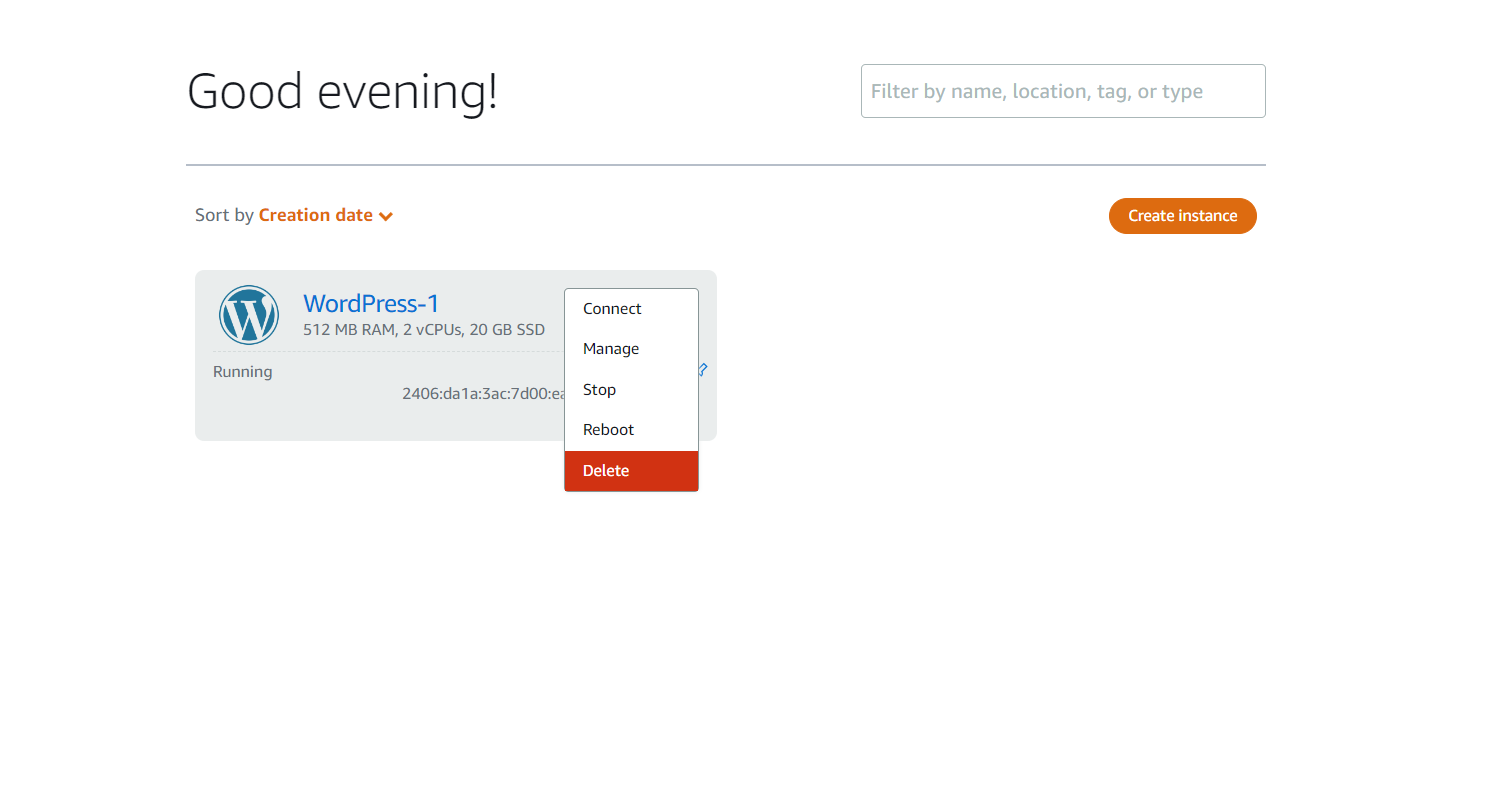 Good evening!
Filter by name, location, tag, or type
Sort by Creation date
Create instance
WordPress-1
512 MB RAM, 2 vCPUs, 20 GB SSD
Running
2406:da1a:3ac:7d00:ea
Connect
Manage
Stop
Reboot
Delete